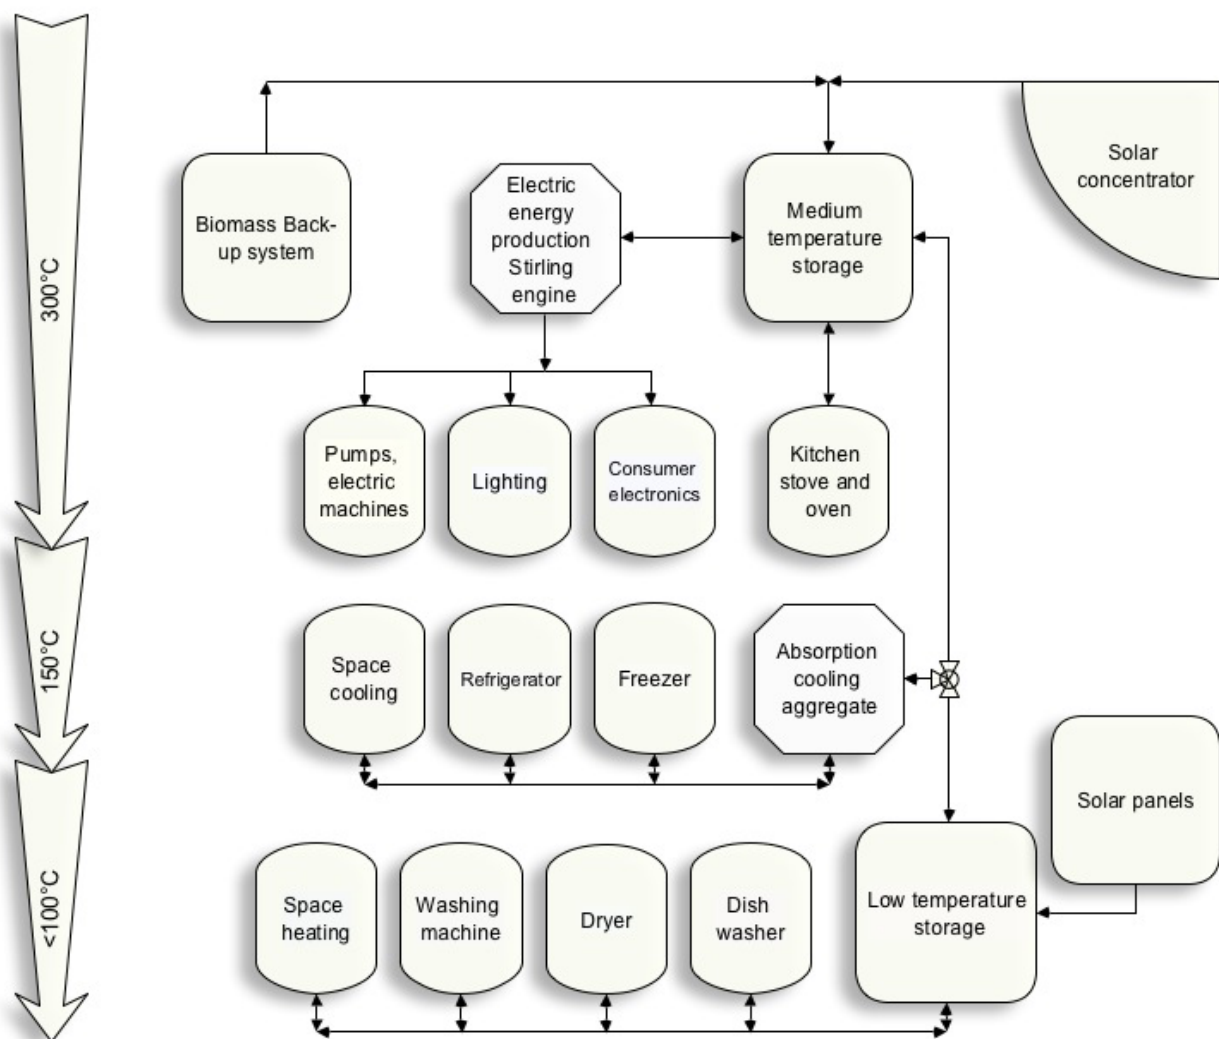 300°C
150°C
<100°C
Biomass Back-
up system
Electric
energy
production
Stirling
engine
Medium
temperature
storage
Solar
concentrator
Pumps,
electric
machines
Lighting
Consumer
electronics
Kitchen
stove and
oven
Space
cooling
Refrigerator
Freezer
Absorption
cooling
aggregate
Solar panels
Space
heating
Washing
machine
Dryer
Dish
washer
Low temperature
storage